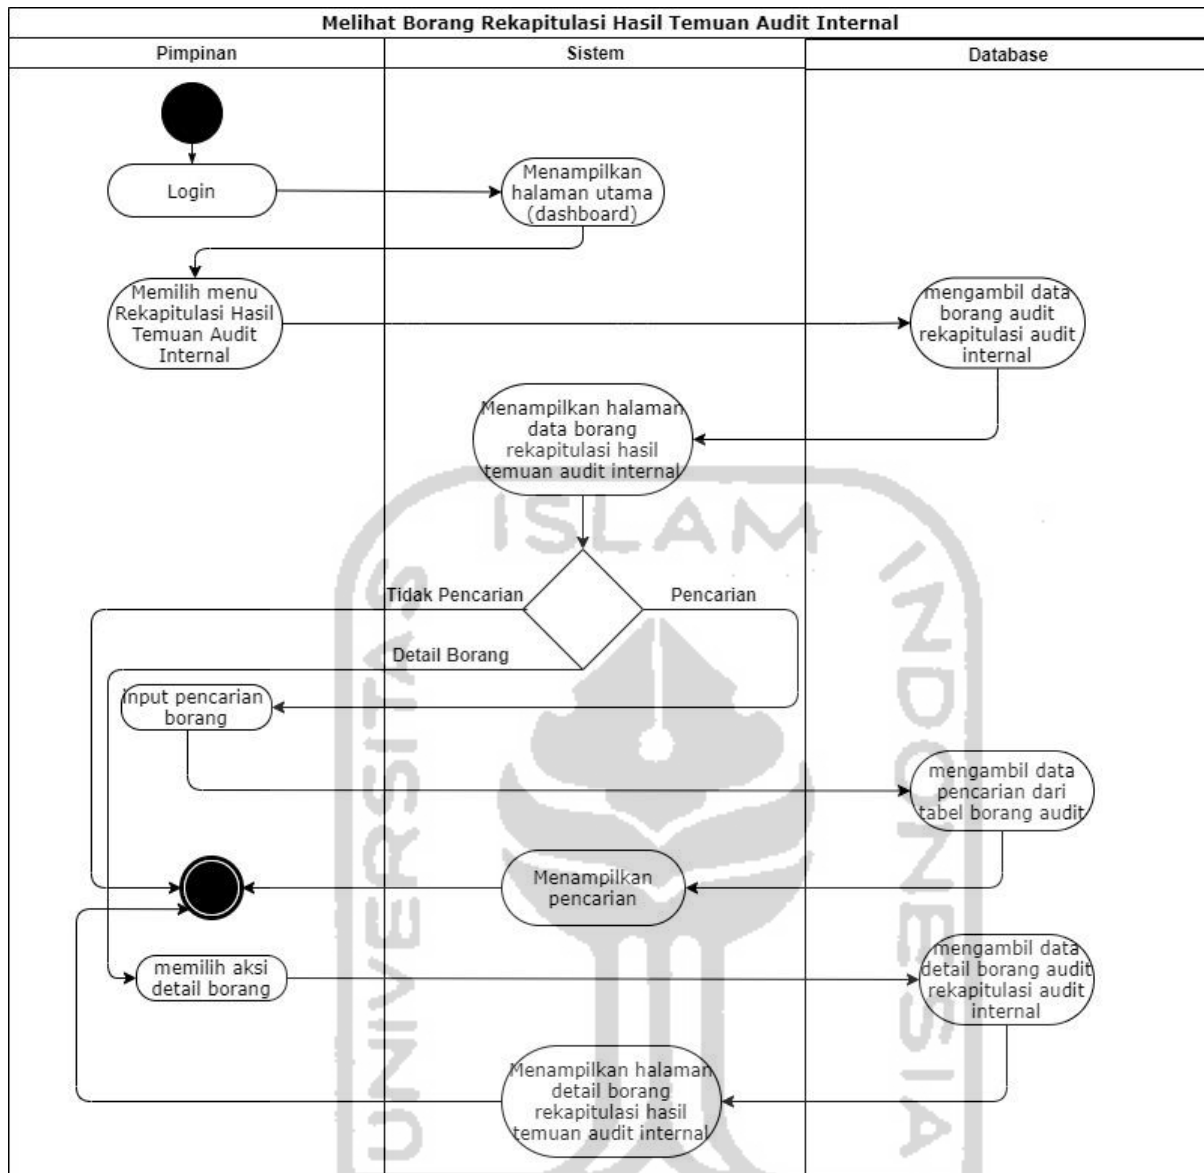 Melihat Borang Rekapitulasi Hasil Temuan Audit Internal
Pimpinan
Sistem
Database
Login
Menampilkan
halaman utama
(dashboard)
Memilih menu
Rekapitulasi Hasil
Temuan Audit
Internal
mengambil data
borang audit
rekapitulasi audit
internal
Menampilkan halaman
data borang
rekapitulasi hasil
temuan audit internal
Tidak Pencarian
Pencarian
Detail Borang
input pencarian
borang
mengambil data
pencarian dari
tabel borang audit
Menampilkan
pencarian
memilih aksi
detail borang
mengambil data
detail borang audit
rekapitulasi audit
internal
Menampilkan halaman
detail borang
rekapitulasi hasil
temuan audit internal
UNIVERSITAS
ISLAM
INDONESIA